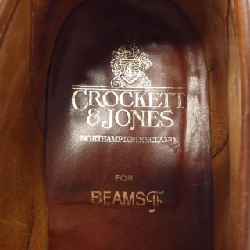 CROCKETT
& JONES
NORTHAMPTON, ENGLAND
FOR
BEAMS F